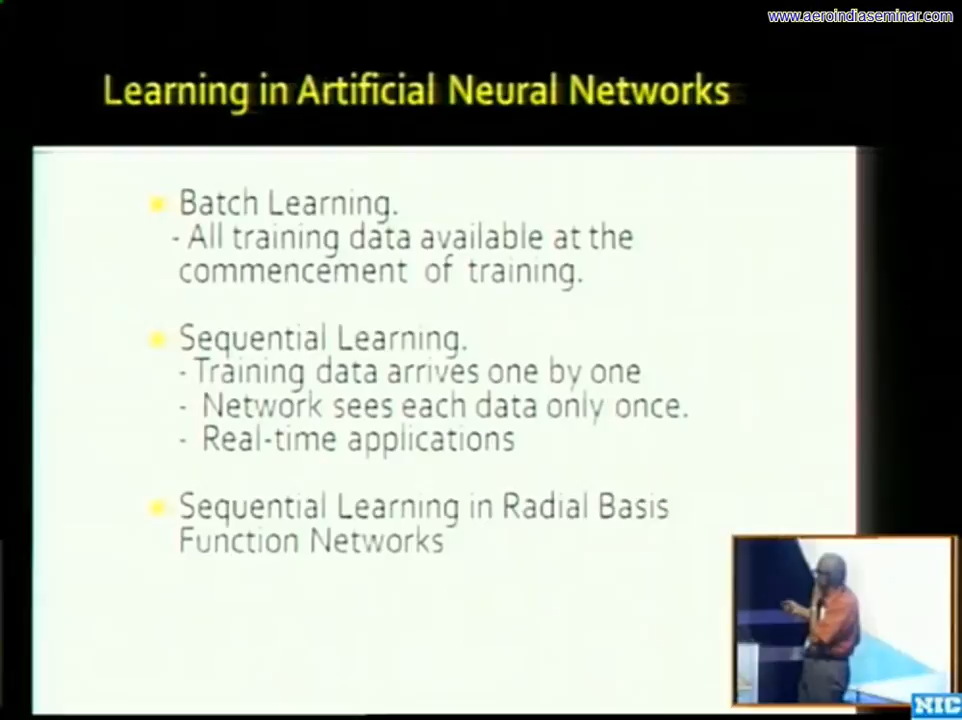 www.aeroindiaseminar.com
Learning in Artificial Neural Networks
Batch Learning.
- All training data available at the
commencement of training.
Sequential Learning.
- Training data arrives one by one
- Network sees each data only once.
- Real-time applications
Sequential Learning in Radial Basis
Function Networks
NIC